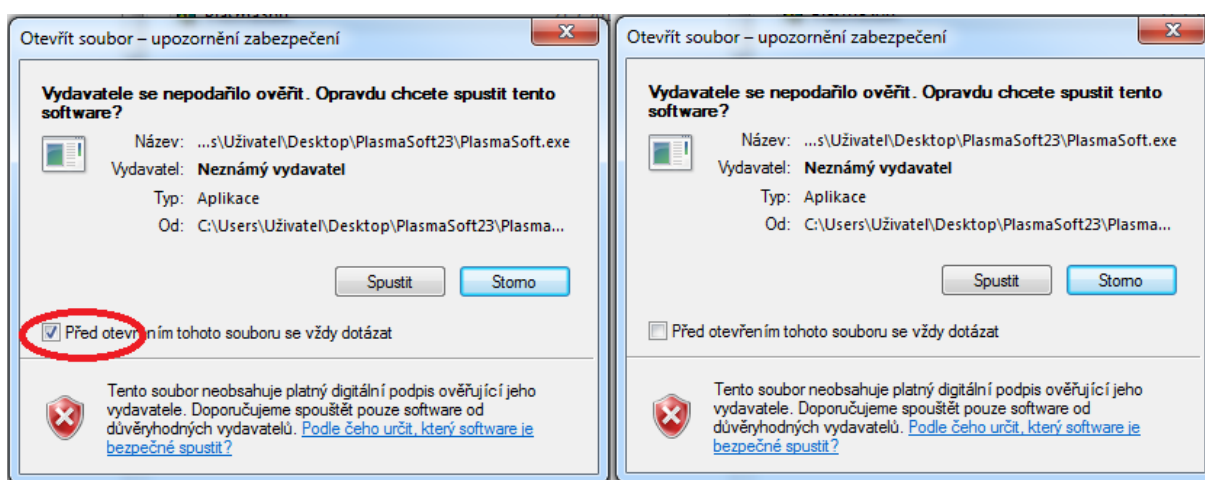 Otevřít soubor – upozornění zabezpečení
Vydavatele se nepodařilo ověřit. Opravdu chcete spustit tento
software?
Název: ...s\Uživatel\Desktop\PlasmaSoft23\PlasmaSoft.exe
Vydavatel: Neznámý vydavatel
Typ: Aplikace
Od: C:\Users\Uživatel\Desktop\PlasmaSoft23\Plasma...
Spustit Storno
Před otevřením tohoto souboru se vždy dotázat
Tento soubor neobsahuje platný digitální podpis ověřující jeho
vydavatele. Doporučujeme spouštět pouze software od
důvěryhodných vydavatelů. Podle čeho určit, který software je
bezpečné spustit?
Otevřít soubor – upozornění zabezpečení
Vydavatele se nepodařilo ověřit. Opravdu chcete spustit tento
software?
Název: ...s\Uživatel\Desktop\PlasmaSoft23\PlasmaSoft.exe
Vydavatel: Neznámý vydavatel
Typ: Aplikace
Od: C:\Users\Uživatel\Desktop\PlasmaSoft23\Plasma...
Spustit Storno
Před otevřením tohoto souboru se vždy dotázat
Tento soubor neobsahuje platný digitální podpis ověřující jeho
vydavatele. Doporučujeme spouštět pouze software od
důvěryhodných vydavatelů. Podle čeho určit, který software je
bezpečné spustit?